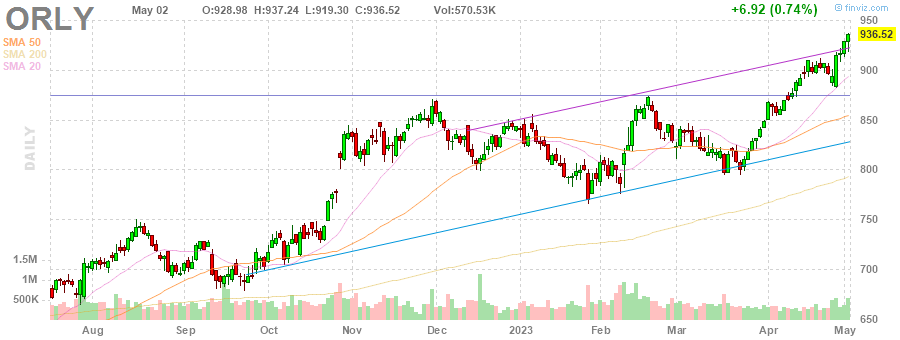 ORLY
May 02 O:928.98 H:937.24 L:919.30 C:936.52 Vol:570.53K +6.92 (0.74%) @ finviz.com
SMA 50
SMA 200
SMA 20
DAILY
950
936.52
900
850
800
750
700
650
1.5M
1M
500K
Aug Sep Oct Nov Dec 2023 Feb Mar Apr May